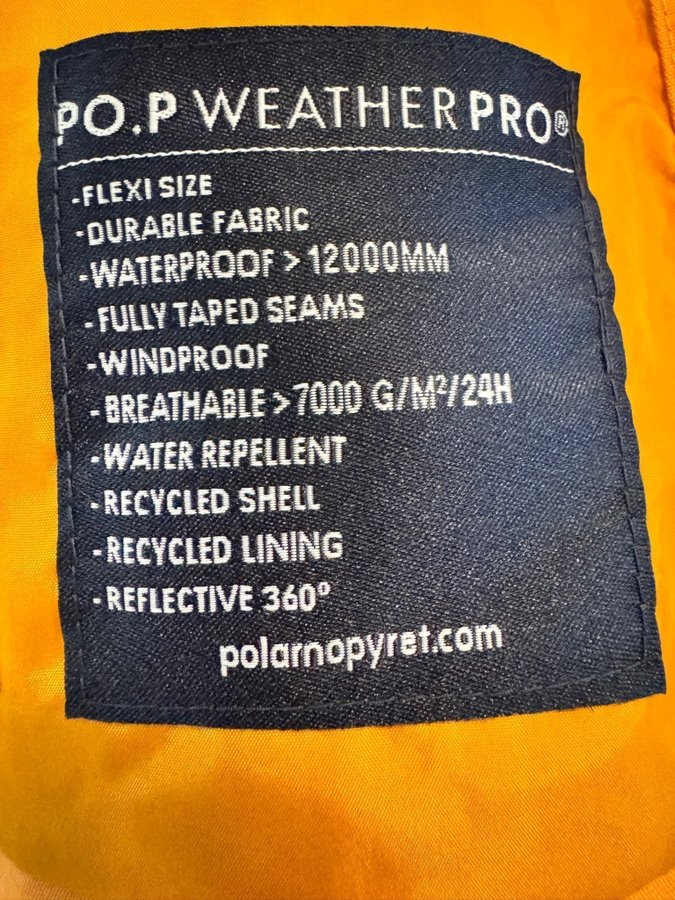 PO.P WEATHERPRO®
-FLEXI SIZE
-DURABLE FABRIC
-WATERPROOF > 12000MM
-FULLY TAPED SEAMS
-WINDPROOF
-BREATHABLE >7000 G/M²/24H
-WATER REPELLENT
-RECYCLED SHELL
-RECYCLED LINING
-REFLECTIVE 360°
polarnopyret.com